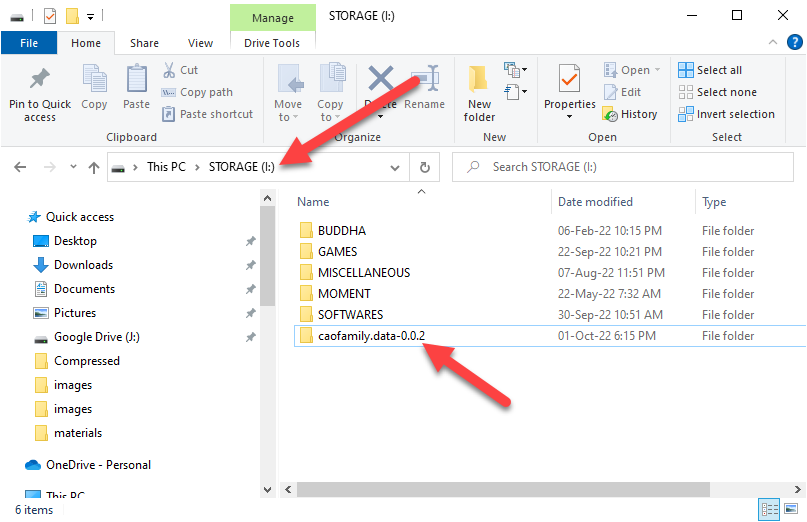 Manage
STORAGE (I:)
File
Home
Share
View
Drive Tools
Pin to Quick access
Copy
Paste
Cut
Copy path
Paste shortcut
Clipboard
Move to
Copy to
Delete
Rename
Organize
New folder
New
Properties
Open
Edit
History
Open
Select all
Select none
Invert selection
Select
This PC > STORAGE (I:)
Search STORAGE (I:)
Name
Date modified
Type
Quick access
Desktop
Downloads
Documents
Pictures
Google Drive (J:)
Compressed
images
images
materials
OneDrive - Personal
This PC
BUDDHA 06-Feb-22 10:15 PM File folder
GAMES 22-Sep-22 10:21 PM File folder
MISCELLANEOUS 07-Aug-22 11:51 PM File folder
MOMENT 22-May-22 7:32 AM File folder
SOFTWARES 30-Sep-22 10:51 AM File folder
caofamily.data-0.0.2 01-Oct-22 6:15 PM File folder
6 items